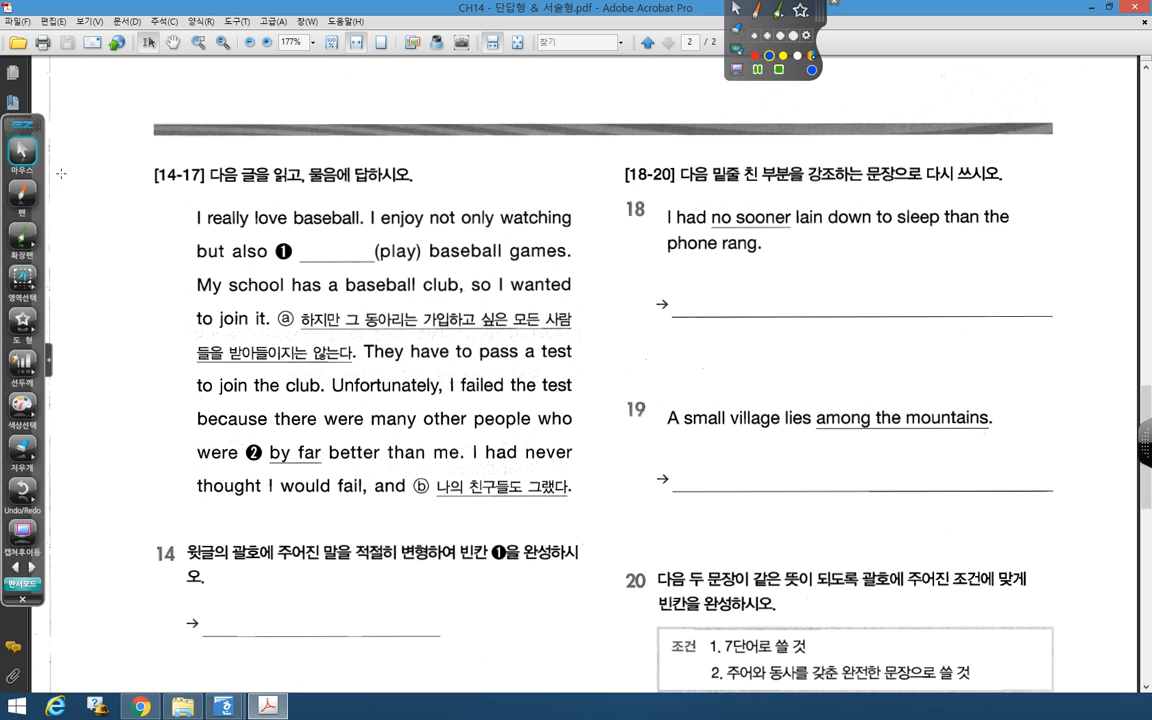 CH14 - 단답형 & 서술형.pdf - Adobe Acrobat Pro
파일(F) 편집(E) 보기(V) 문서(D) 주석(C) 양식(R) 도구(T) 고급(A) 창(W) 도움말(H)
177% 찾기 2 / 2
EZ
마우스
펜
확장펜
영역선택
도 형
선두께
색상선택
지우개
Undo/Redo
캡쳐후이동
판서모드
[14-17] 다음 글을 읽고, 물음에 답하시오.
I really love baseball. I enjoy not only watching
but also ❶ ________(play) baseball games.
My school has a baseball club, so I wanted
to join it. ⓐ 하지만 그 동아리는 가입하고 싶은 모든 사람
들을 받아들이지는 않는다. They have to pass a test
to join the club. Unfortunately, I failed the test
because there were many other people who
were ❷ by far better than me. I had never
thought I would fail, and ⓑ 나의 친구들도 그랬다.
14 윗글의 괄호에 주어진 말을 적절히 변형하여 빈칸 ❶을 완성하시
오.
→
[18-20] 다음 밑줄 친 부분을 강조하는 문장으로 다시 쓰시오.
18 I had no sooner lain down to sleep than the
phone rang.
→
19 A small village lies among the mountains.
→
20 다음 두 문장이 같은 뜻이 되도록 괄호에 주어진 조건에 맞게
빈칸을 완성하시오.
조건 1. 7단어로 쓸 것
2. 주어와 동사를 갖춘 완전한 문장으로 쓸 것